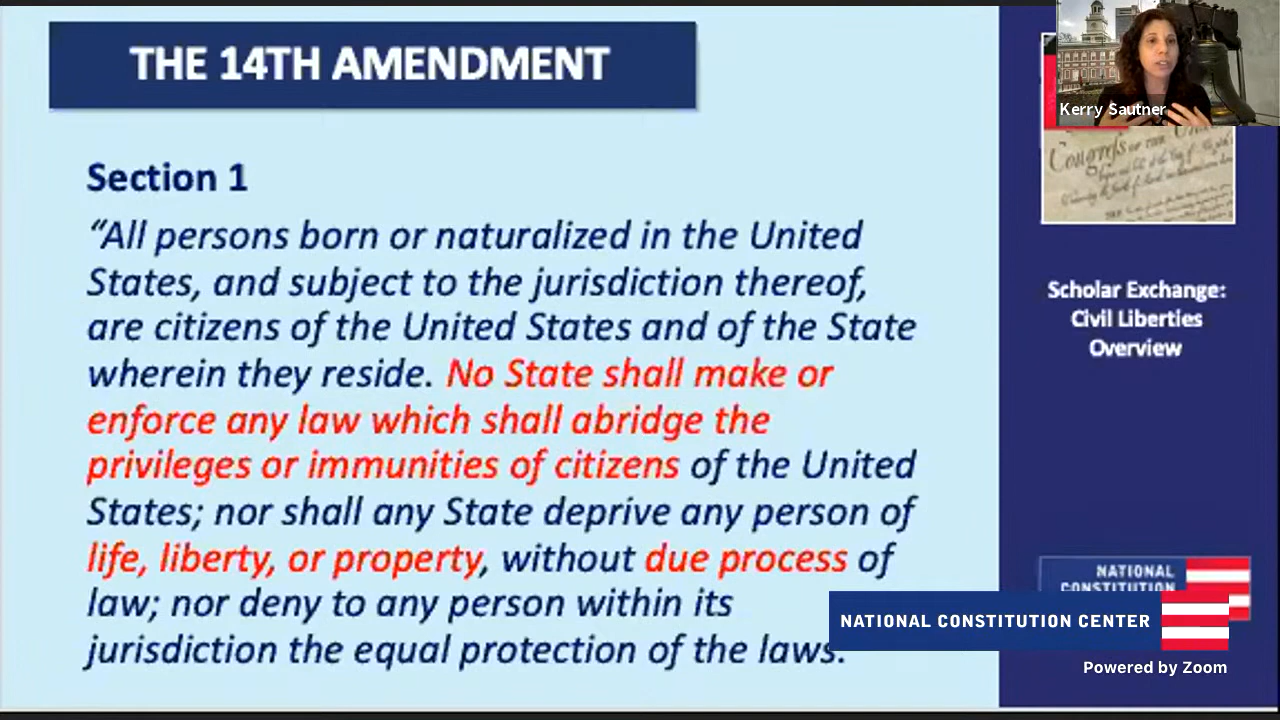 THE 14TH AMENDMENT
Section 1
“All persons born or naturalized in the United
States, and subject to the jurisdiction thereof,
are citizens of the United States and of the State
wherein they reside. No State shall make or
enforce any law which shall abridge the
privileges or immunities of citizens of the United
States; nor shall any State deprive any person of
life, liberty, or property, without due process of
law; nor deny to any person within its
jurisdiction the equal protection of the laws.
Kerry Sautner
Congress
Scholar Exchange:
Civil Liberties
Overview
NATIONAL
CONSTITUTION
NATIONAL CONSTITUTION CENTER
Powered by Zoom